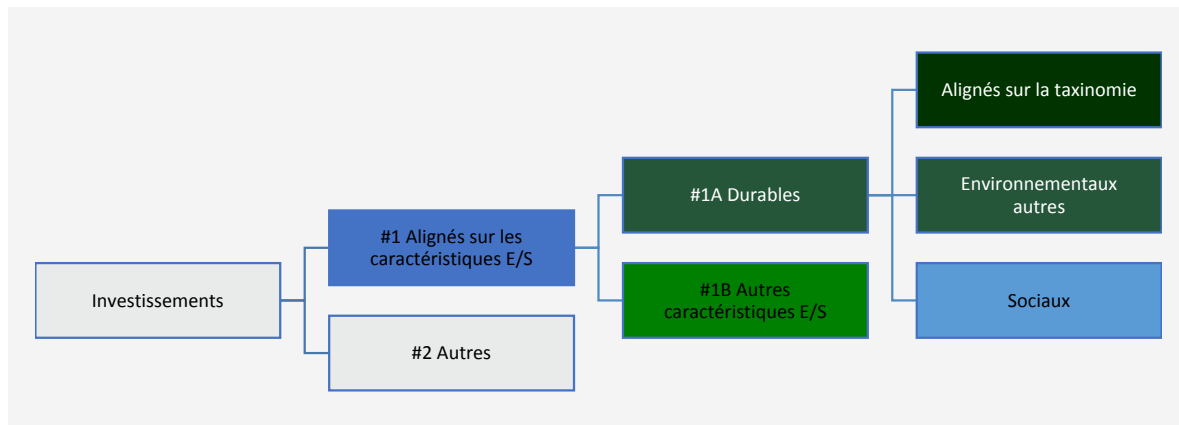 Investissements
#1 Alignés sur les
caractéristiques E/S
#2 Autres
#1A Durables
#1B Autres
caractéristiques E/S
Alignés sur la taxinomie
Environnementaux
autres
Sociaux